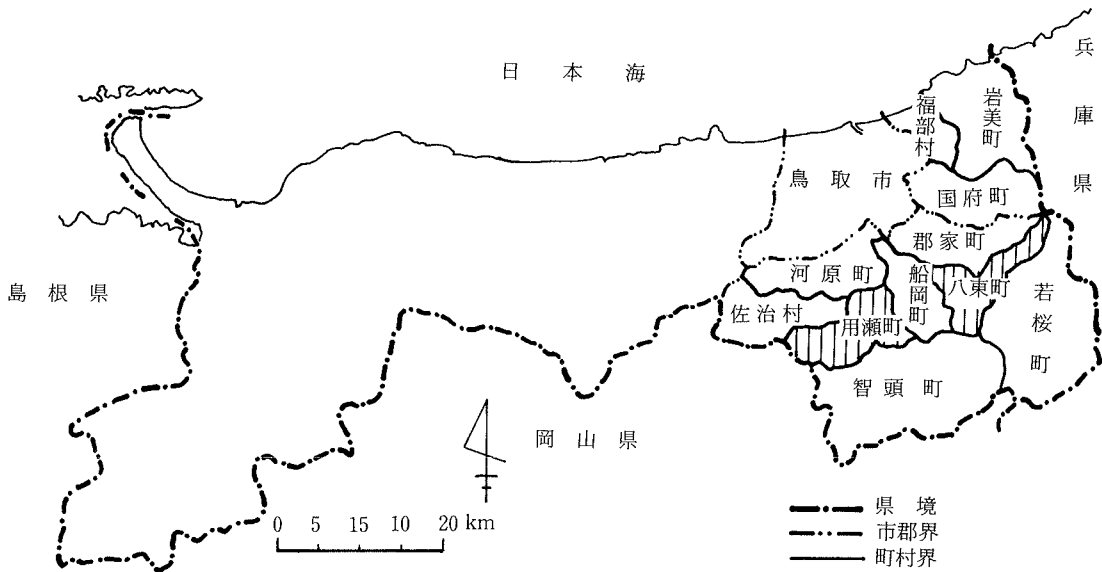 日本海
兵庫県
島根県
岡山県
鳥取市
福部村
岩美町
国府町
郡家町
河原町
船岡町
八東町
若桜町
佐治村
用瀬町
智頭町
0 5 10 15 20 km
県境
市郡界
町村界